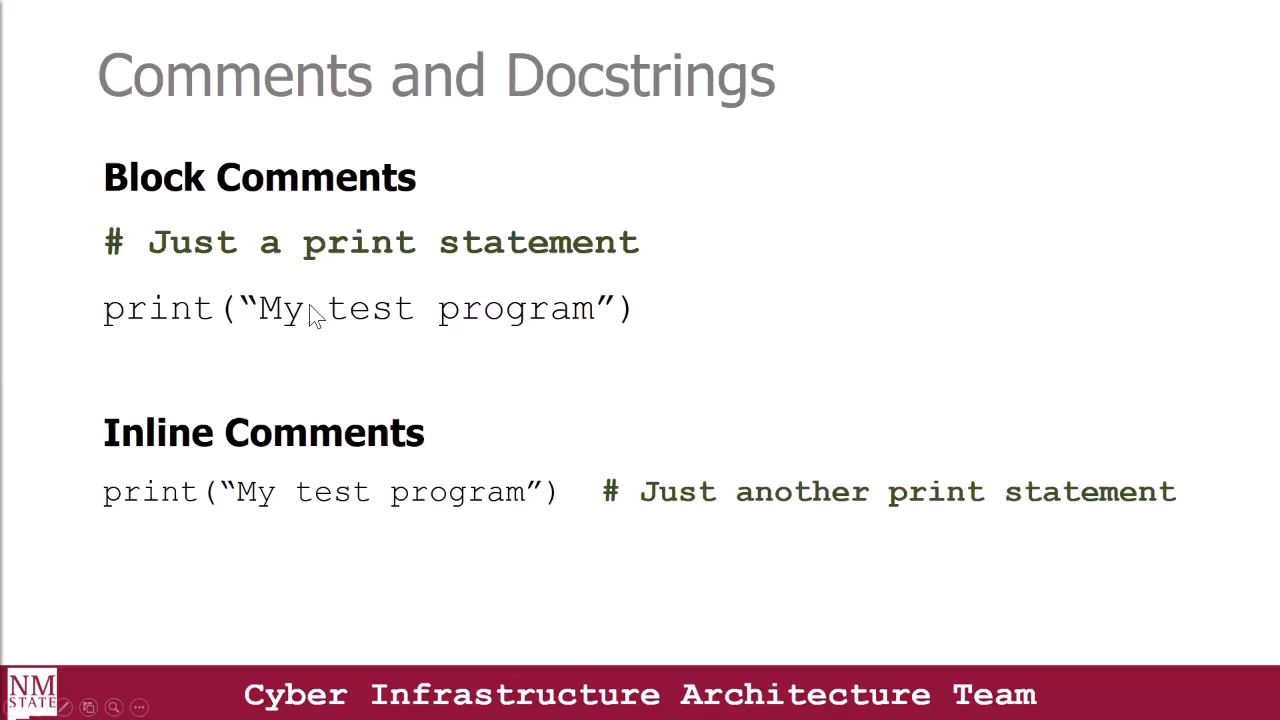 Comments and Docstrings
Block Comments
# Just a print statement
print(“My test program”)
Inline Comments
print(“My test program”) # Just another print statement
NM
STATE
Cyber Infrastructure Architecture Team